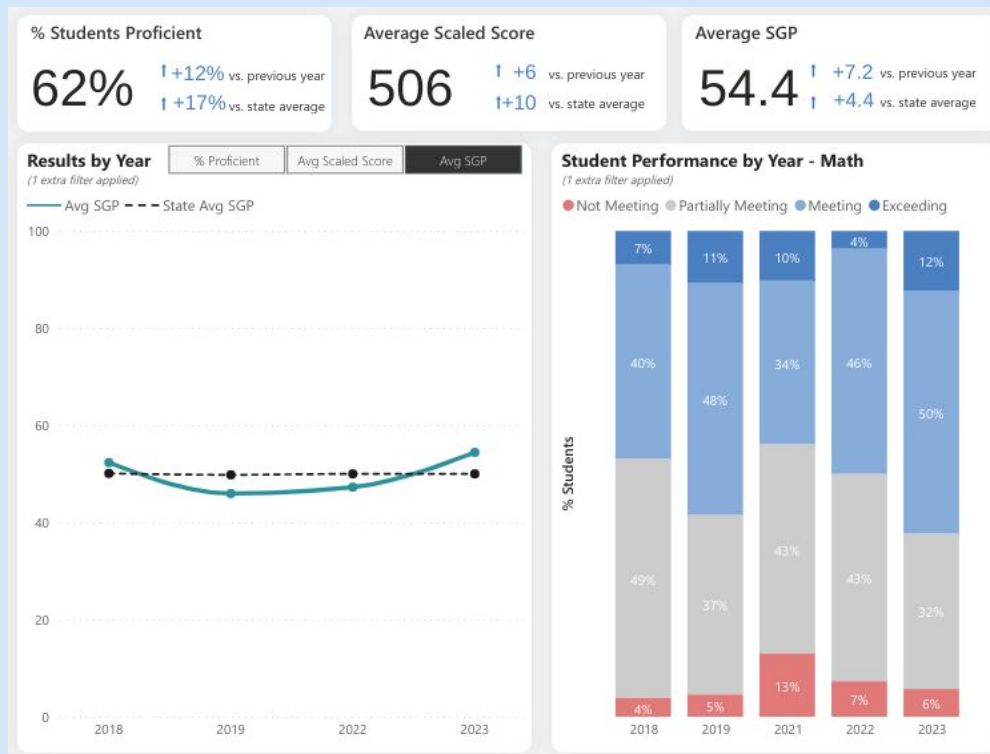 % Students Proficient
62%
+12% vs. previous year
+17% vs. state average
Average Scaled Score
506
+6 vs. previous year
+10 vs. state average
Average SGP
54.4
+7.2 vs. previous year
+4.4 vs. state average
Results by Year
% Proficient
Avg Scaled Score
Avg SGP
(1 extra filter applied)
Avg SGP
State Avg SGP
100
80
60
40
20
0
2018
2019
2022
2023
Student Performance by Year - Math
(1 extra filter applied)
Not Meeting
Partially Meeting
Meeting
Exceeding
% Students
7%
11%
10%
4%
12%
40%
48%
34%
46%
50%
49%
37%
43%
43%
32%
4%
5%
13%
7%
6%
2018
2019
2021
2022
2023